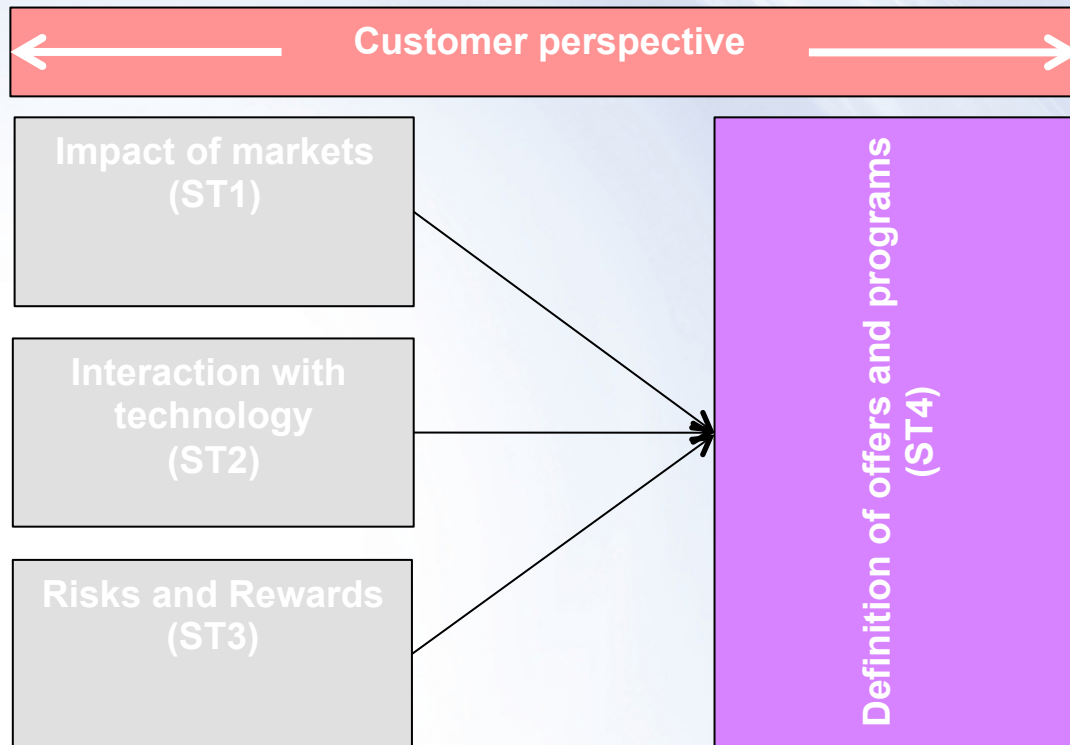 Customer perspective
Impact of markets
(ST1)
Interaction with
technology
(ST2)
Risks and Rewards
(ST3)
Definition of offers and programs
(ST4)